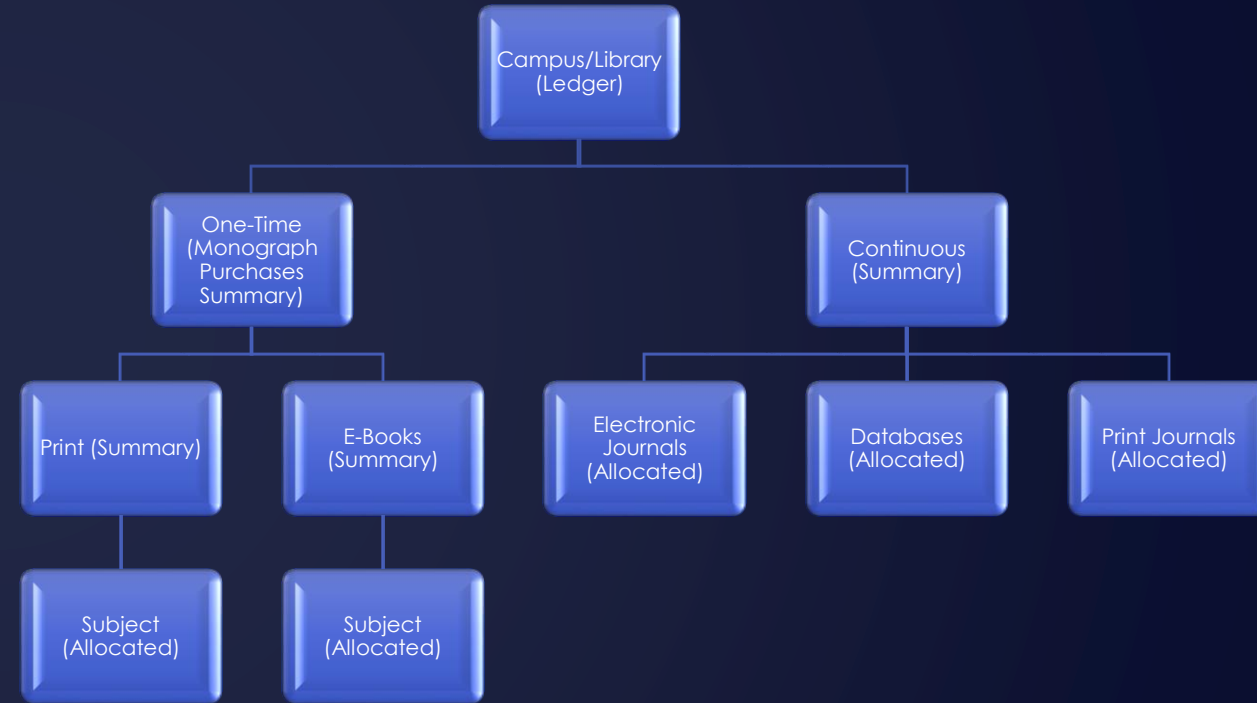 Campus/Library
(Ledger)
One-Time
(Monograph
Purchases
Summary)
Continuous
(Summary)
Print (Summary)
E-Books
(Summary)
Electronic
Journals
(Allocated)
Databases
(Allocated)
Print Journals
(Allocated)
Subject
(Allocated)
Subject
(Allocated)